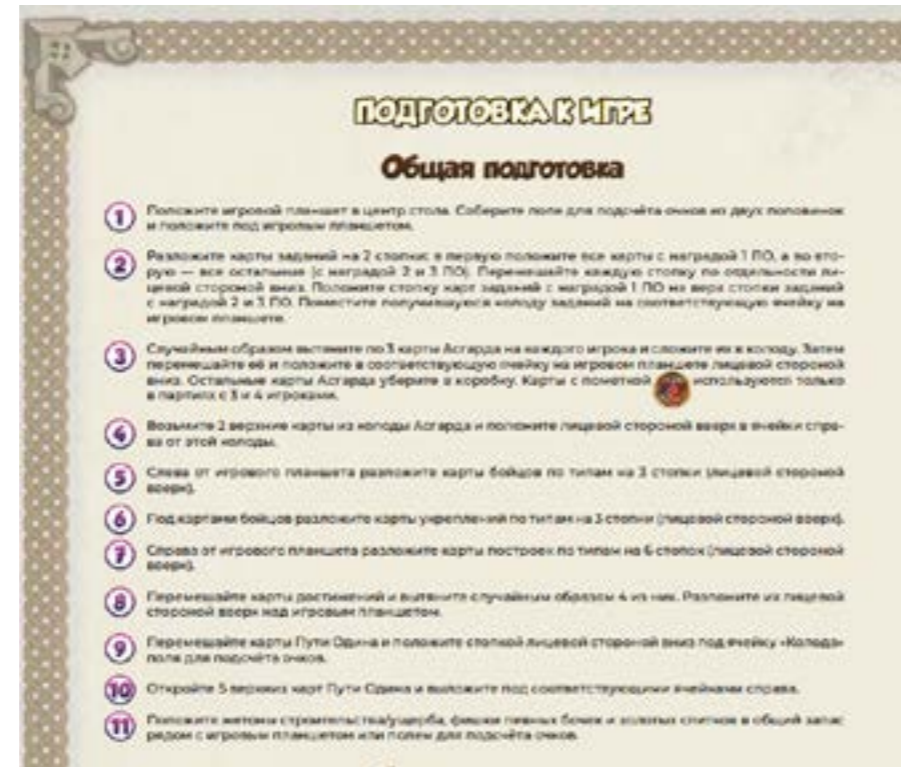 ПОДГОТОВКА К ИГРЕ
Общая подготовка
1 Положите игровой планшет в центр стола. Соберите поле для подсчёта очков из двух половинок
и положите под игровым планшетом.
2 Разложите карты заданий на 2 стопки: в первую положите все карты с наградой 1 ПО, а во вто-
рую — все остальные (с наградой 2 и 3 ПО). Перемешайте каждую стопку по отдельности ли-
цевой стороной вниз. Положите стопку карт заданий с наградой 1 ПО на верх стопки заданий
с наградой 2 и 3 ПО. Поместите получившуюся колоду заданий на соответствующую ячейку на
игровом планшете.
3 Случайным образом вытяните по 3 карты Асгарда на каждого игрока и сложите их в колоду. Затем
перемешайте её и положите в соответствующую ячейку на игровом планшете лицевой стороной
вниз. Остальные карты Асгарда уберите в коробку. Карты с пометкой используются только
в партиях с 3 и 4 игроками.
4 Возьмите 2 верхние карты из колоды Асгарда и положите лицевой стороной вверх в ячейки спра-
ва от этой колоды.
5 Слева от игрового планшета разложите карты бойцов по типам на 3 стопки (лицевой стороной
вверх).
6 Под картами бойцов разложите карты укреплений по типам на 3 стопки (лицевой стороной вверх).
7 Справа от игрового планшета разложите карты построек по типам на 6 стопок (лицевой стороной
вверх).
8 Перемешайте карты достижений и вытяните случайным образом 4 из них. Разложите их лицевой
стороной вверх над игровым планшетом.
9 Перемешайте карты Пути Одина и положите стопкой лицевой стороной вниз под ячейку «Колода»
поля для подсчёта очков.
10 Откройте 5 верхних карт Пути Одина и выложите под соответствующими ячейками справа.
11 Положите жетоны строительства/ущерба, фишки пивных бочек и золотых слитков в общий запас
рядом с игровым планшетом или полем для подсчёта очков.